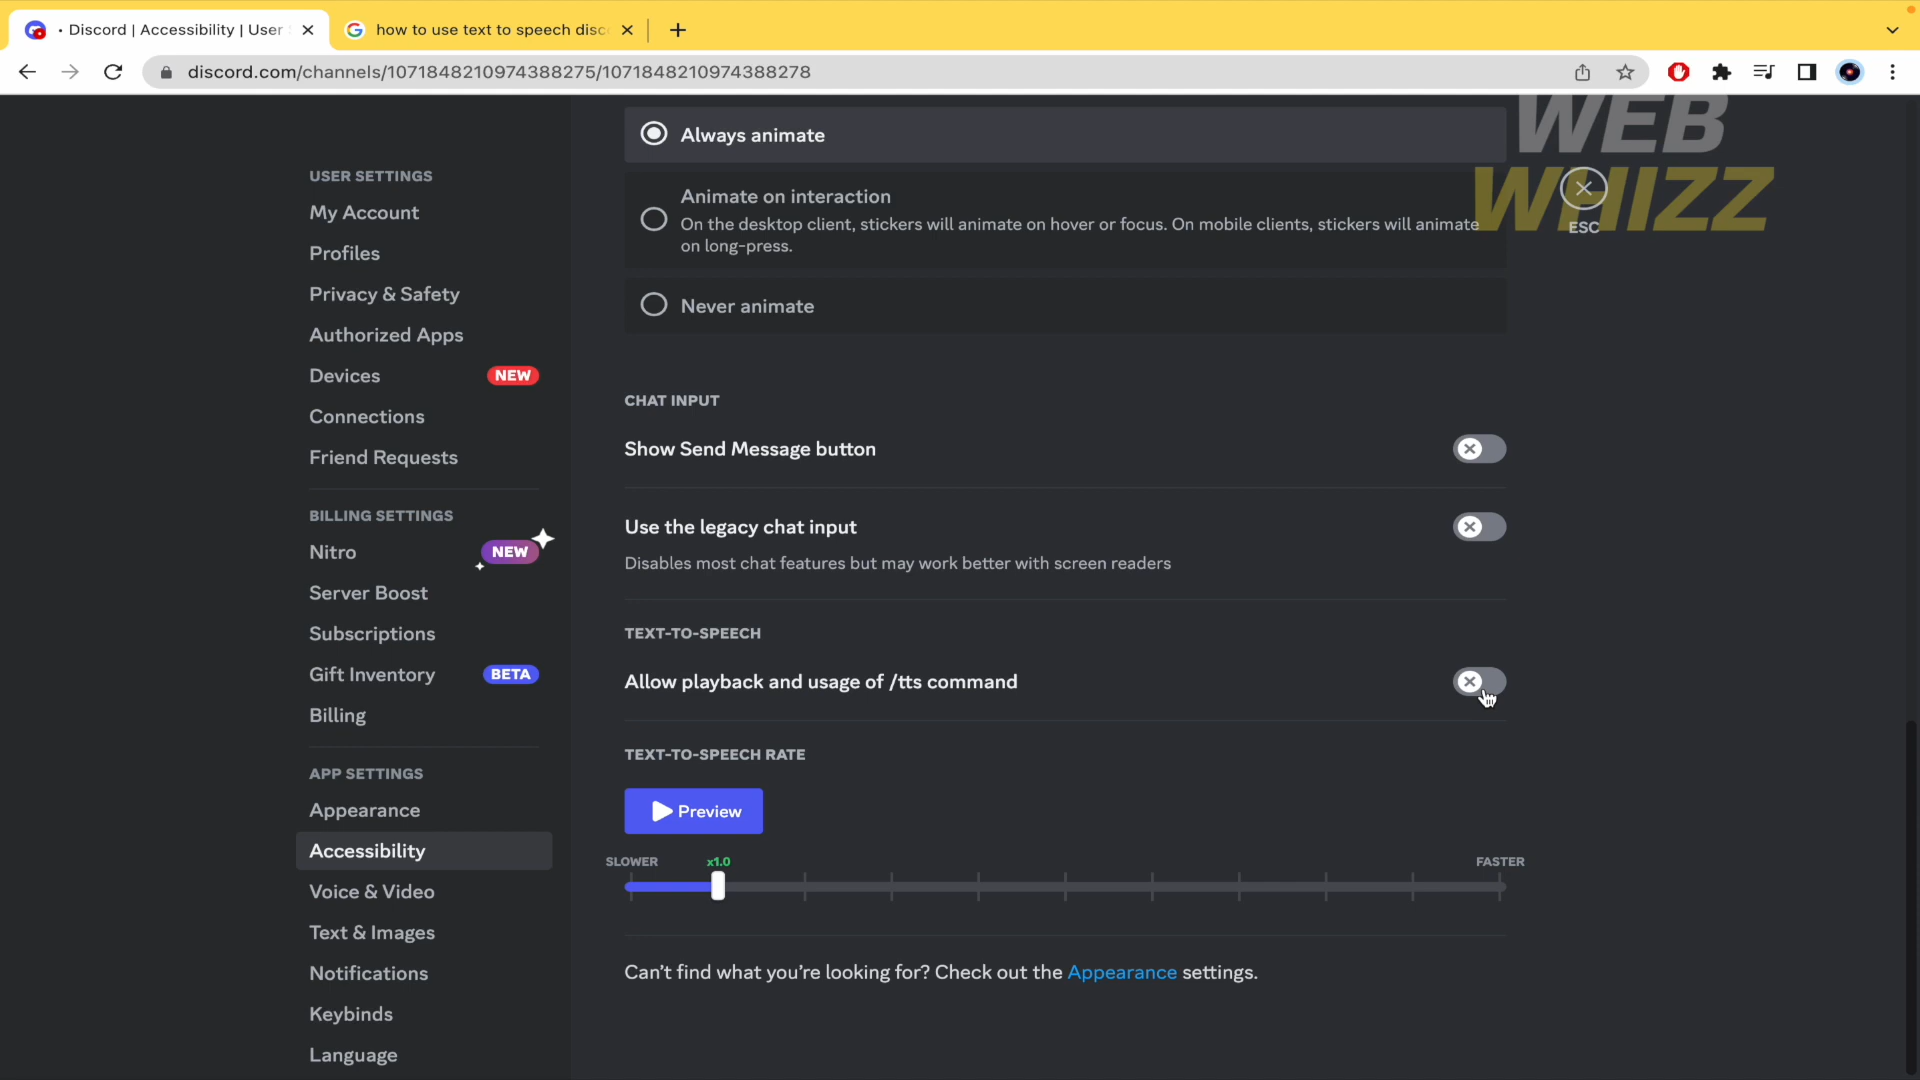 • Discord | Accessibility | User
how to use text to speech disc
discord.com/channels/1071848210974388275/1071848210974388278
WEB
WHIZZ
ESC
USER SETTINGS
My Account
Profiles
Privacy & Safety
Authorized Apps
Devices NEW
Connections
Friend Requests
BILLING SETTINGS
Nitro NEW
Server Boost
Subscriptions
Gift Inventory BETA
Billing
APP SETTINGS
Appearance
Accessibility
Voice & Video
Text & Images
Notifications
Keybinds
Language
Always animate
Animate on interaction
On the desktop client, stickers will animate on hover or focus. On mobile clients, stickers will animate
on long-press.
Never animate
CHAT INPUT
Show Send Message button
Use the legacy chat input
Disables most chat features but may work better with screen readers
TEXT-TO-SPEECH
Allow playback and usage of /tts command
TEXT-TO-SPEECH RATE
Preview
SLOWER x1.0 FASTER
Can't find what you're looking for? Check out the Appearance settings.